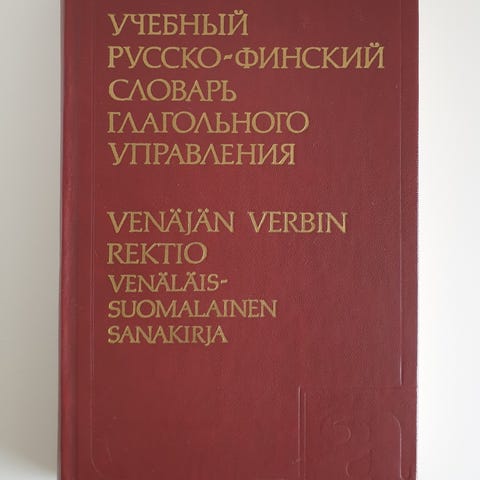 УЧЕБНЫЙ
РУССКО-ФИНСКИЙ
СЛОВАРЬ
ГЛАГОЛЬНОГО
УПРАВЛЕНИЯ
VENÄJÄN VERBIN
REKTIO
VENÄLÄIS-
SUOMALAINEN
SANAKIRJA